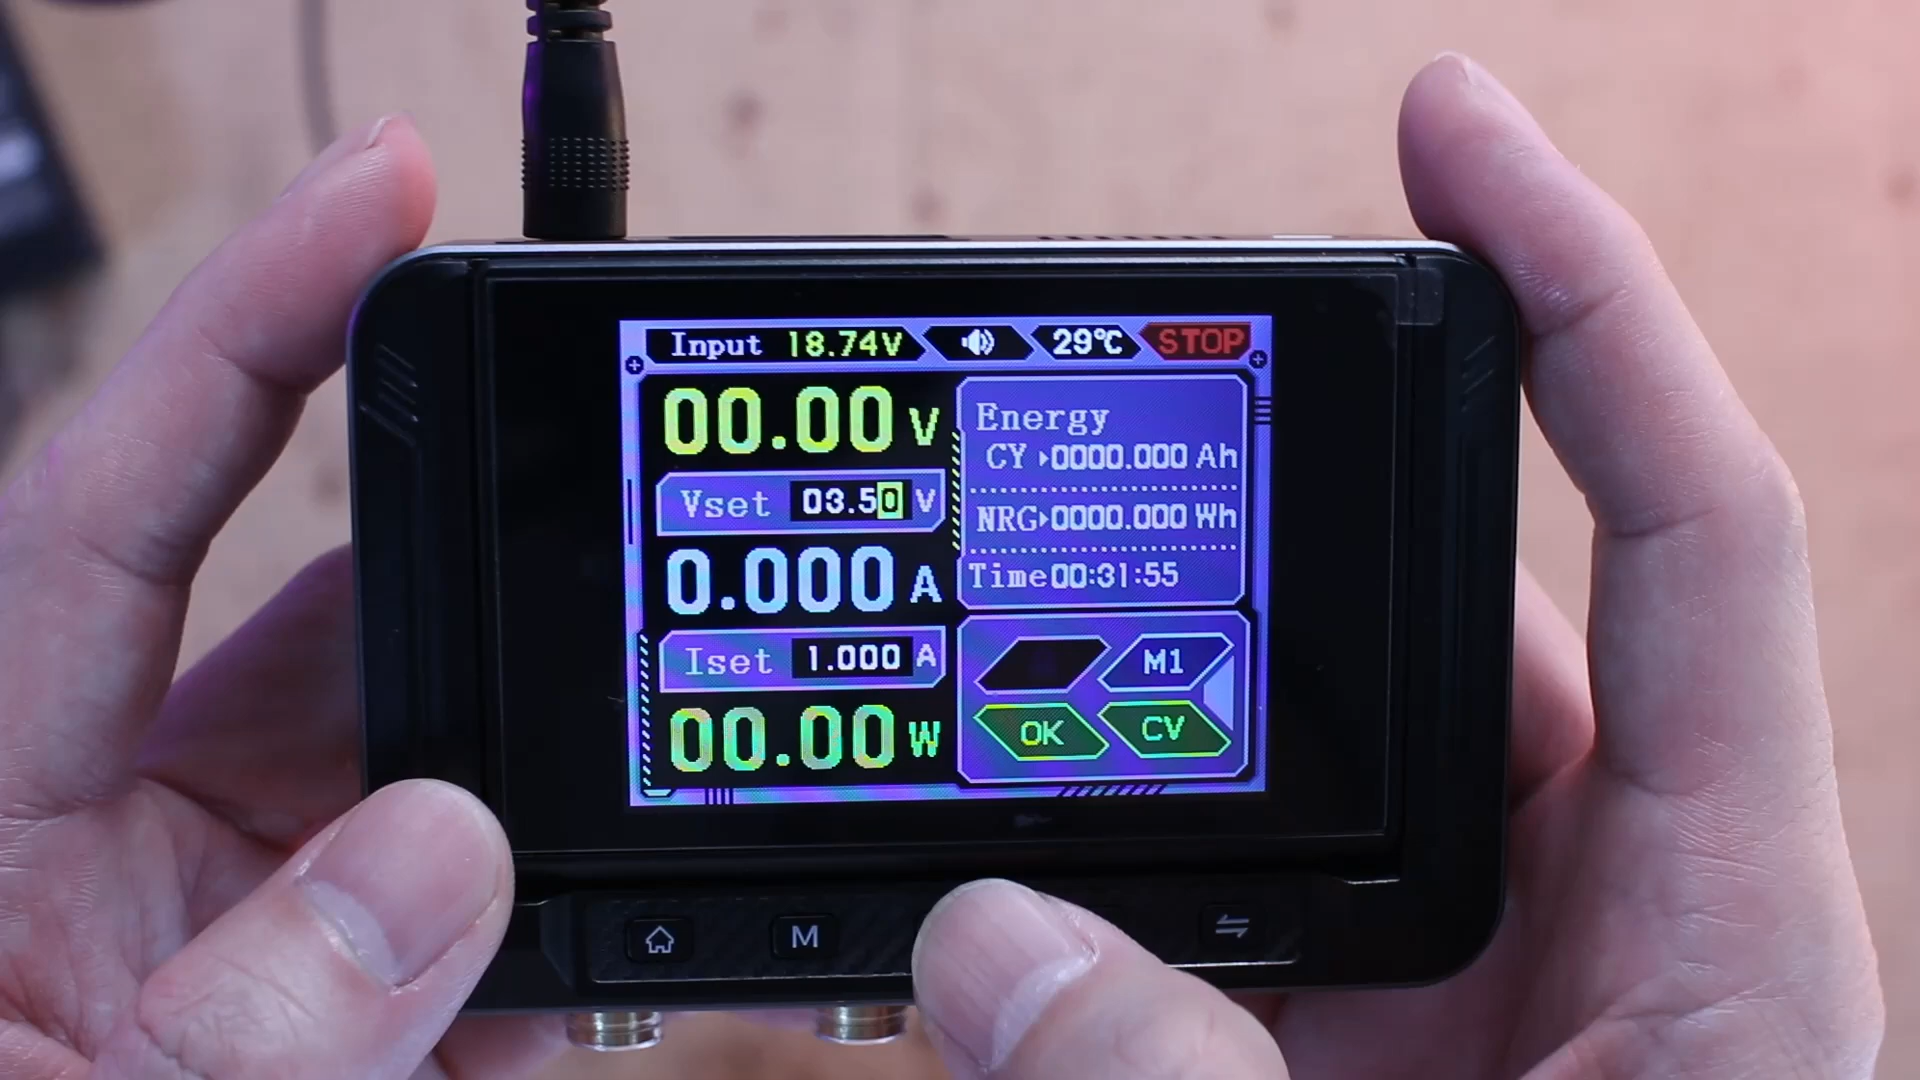 Input 18.74V 29℃ STOP
00.00 V
Vset 03.50 V
0.000 A
Iset 1.000 A
00.00 W
Energy
CY 0000.000 Ah
NRG 0000.000 Wh
Time 00:31:55
M1
OK CV
M